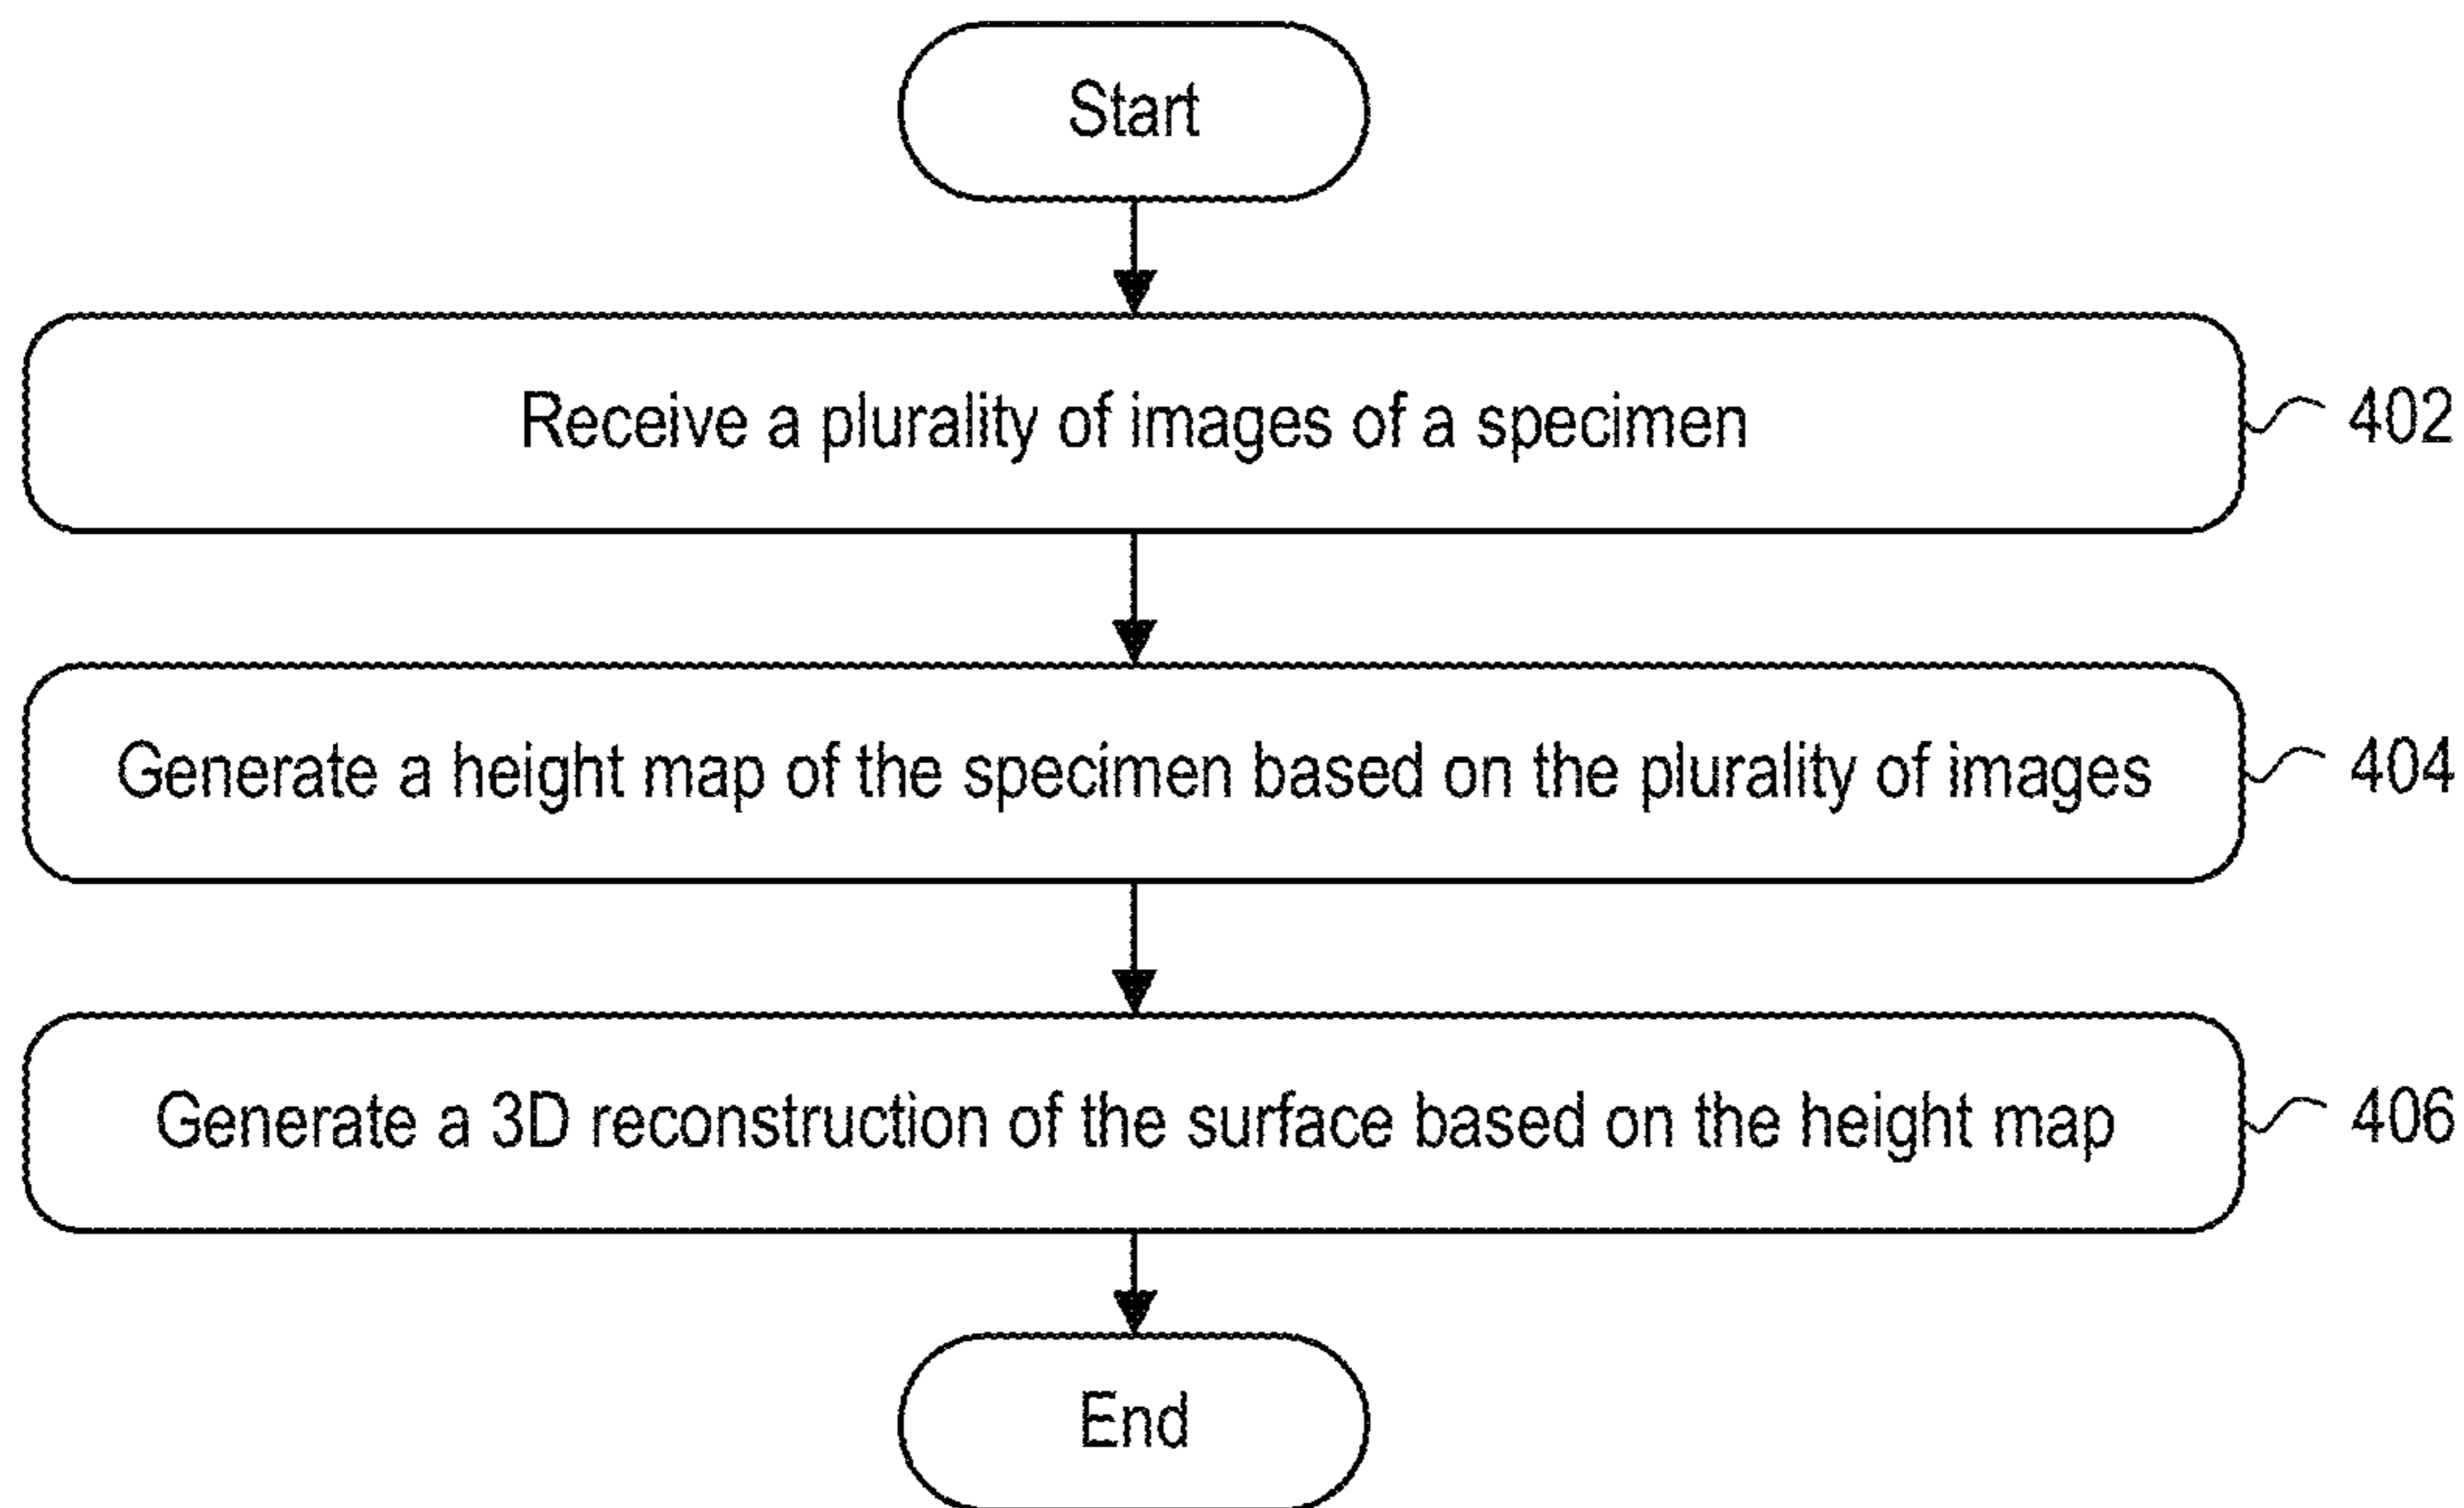 Start
Receive a plurality of images of a specimen
402
Generate a height map of the specimen based on the plurality of images
404
Generate a 3D reconstruction of the surface based on the height map
406
End